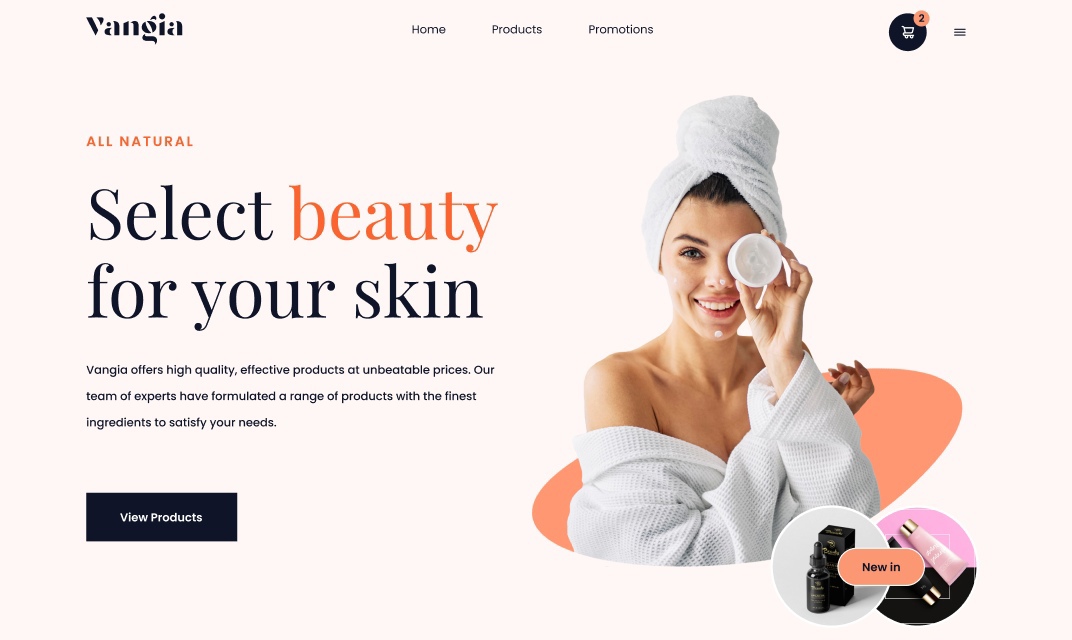 Vangia
Home
Products
Promotions
2
ALL NATURAL
Select beauty
for your skin
Vangia offers high quality, effective products at unbeatable prices. Our
team of experts have formulated a range of products with the finest
ingredients to satisfy your needs.
View Products
New in